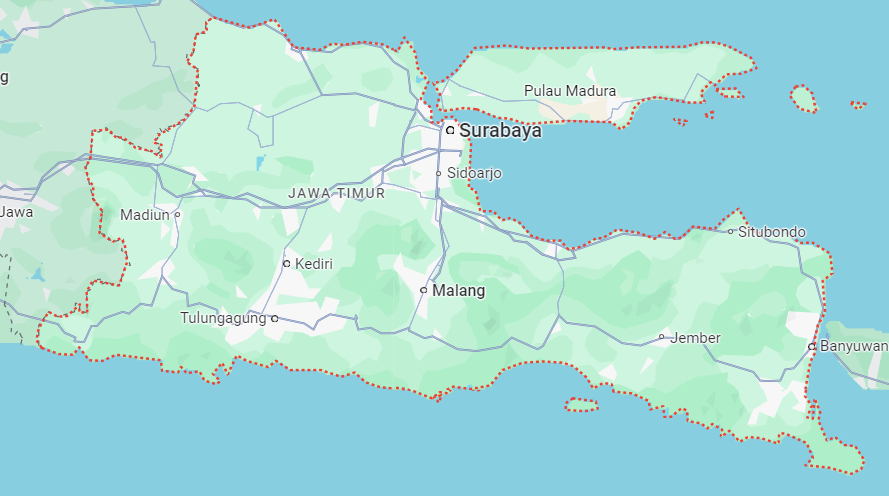 g
Pulau Madura
Surabaya
Sidoarjo
JAWA TIMUR
Jawa
Madiun
Situbondo
Kediri
Malang
Tulungagung
Jember
Banyuwan